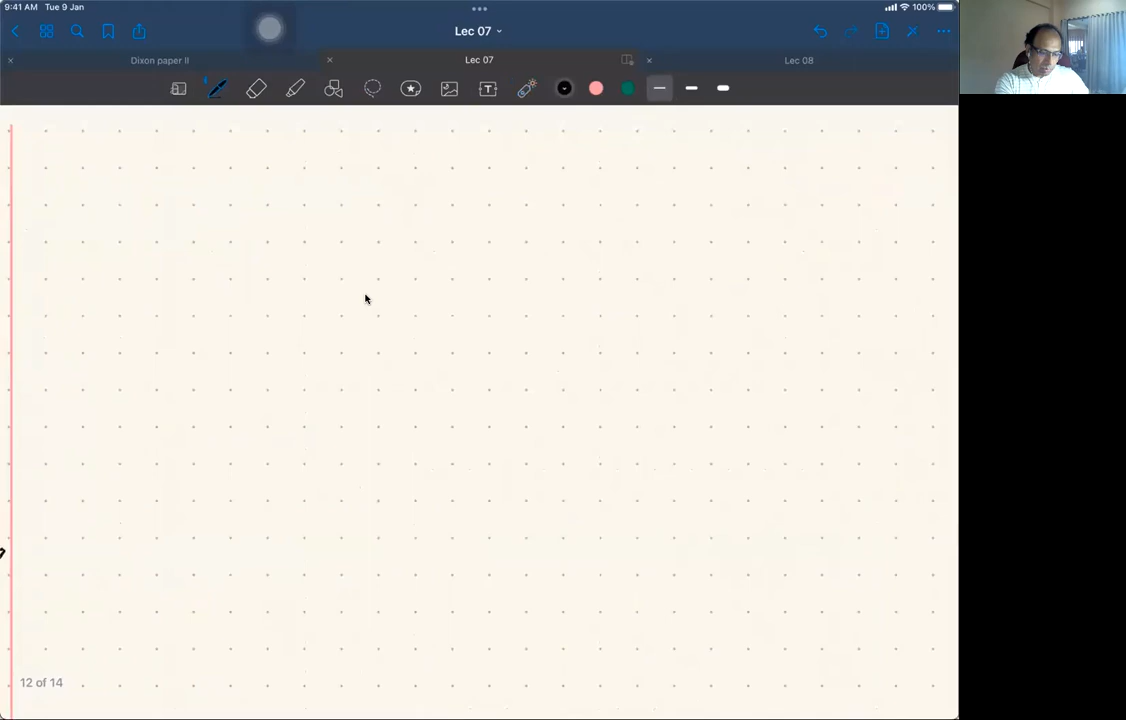 9:41 AM Tue 9 Jan
100%
Lec 07
Dixon paper II
Lec 07
Lec 08
T
12 of 14